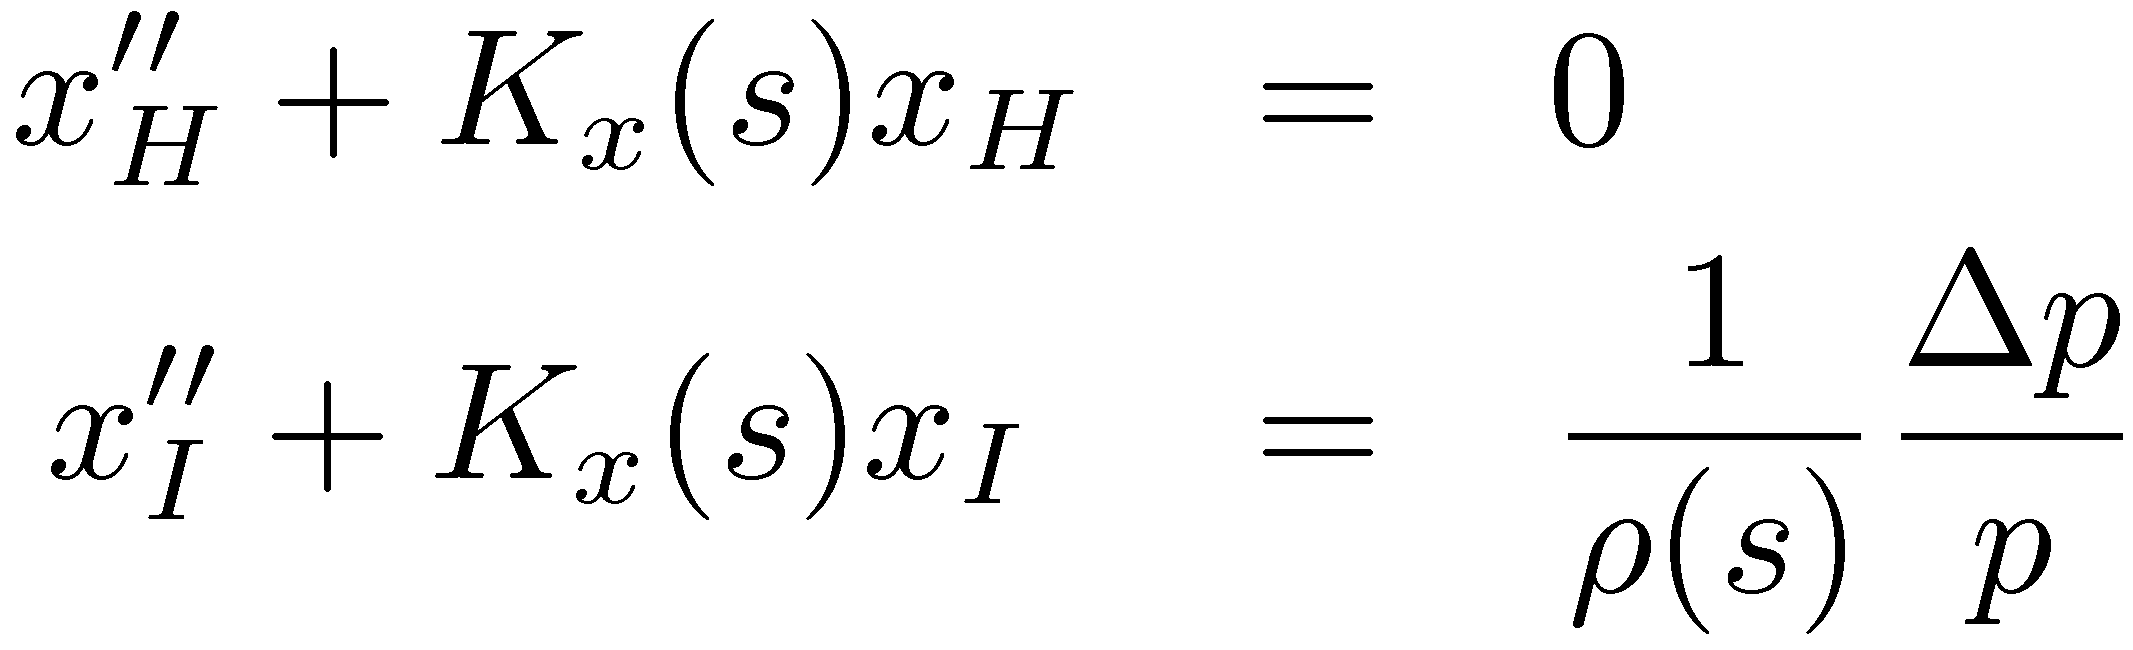 x''_H + K_x(s)x_H = 0
x''_I + K_x(s)x_I = \frac{1}{\rho(s)} \frac{\Delta p}{p}